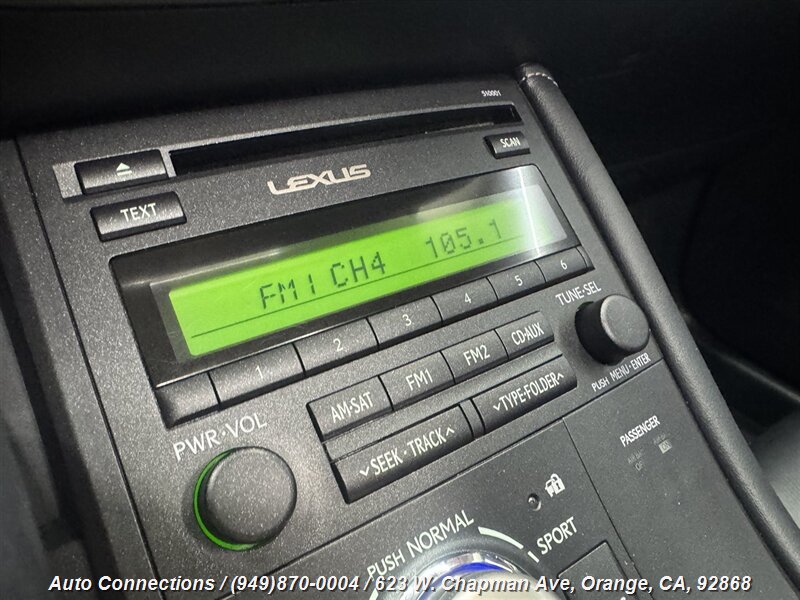 510001
SCAN
LEXUS
TEXT
FM1 CH4 105.1
1 2 3 4 5 6
TUNE·SEL
PUSH MENU·ENTER
AM·SAT FM1 FM2 CD·AUX
SEEK·TRACK TYPE·FOLDER
PWR·VOL
PASSENGER
PUSH NORMAL SPORT
Auto Connections / (949)870-0004 / 623 W. Chapman Ave, Orange, CA, 92868